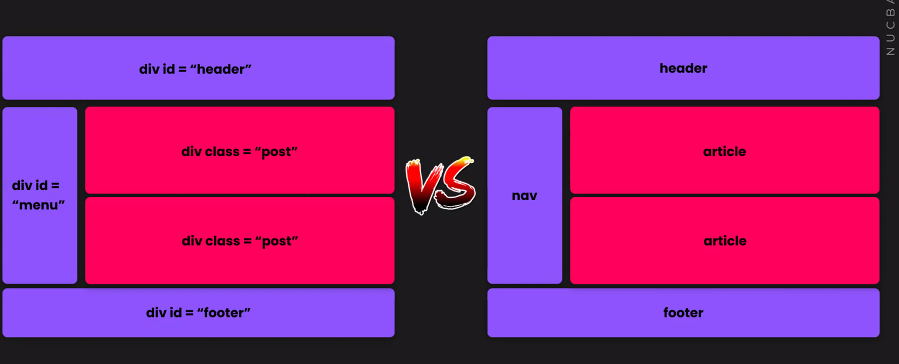 div id = “header”
div id =
“menu”
div class = “post”
div class = “post”
div id = “footer”
VS
header
nav
article
article
footer